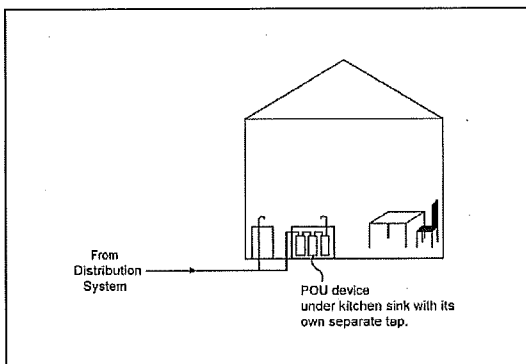 From
Distribution
System
POU device
under kitchen sink with its
own separate tap.